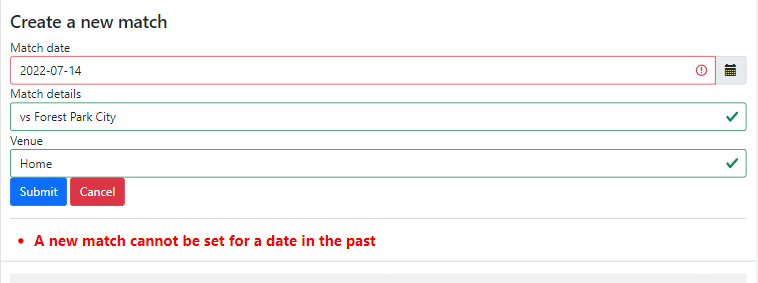 Create a new match
Match date
2022-07-14
Match details
vs Forest Park City
Venue
Home
Submit Cancel
A new match cannot be set for a date in the past